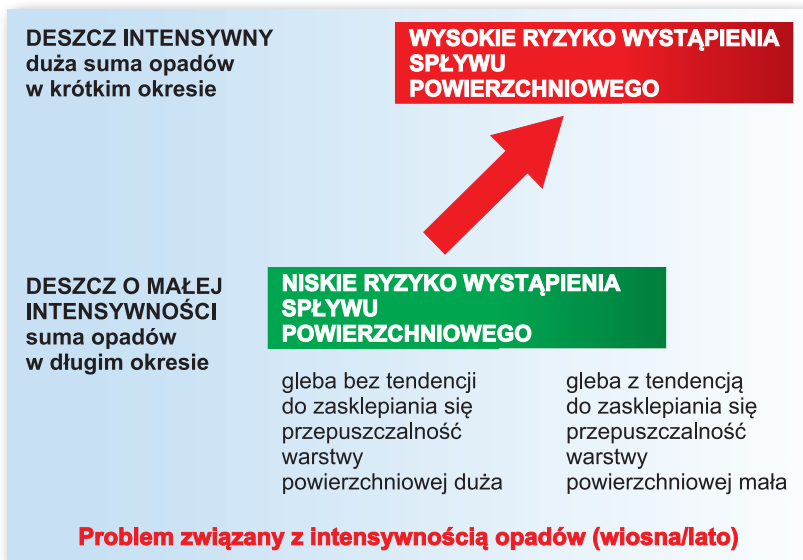 DESZCZ INTENSYWNY
duża suma opadów
w krótkim okresie
WYSOKIE RYZYKO WYSTĄPIENIA
SPŁYWU
POWIERZCHNIOWEGO
DESZCZ O MAŁEJ
INTENSYWNOŚCI
suma opadów
w długim okresie
NISKIE RYZYKO WYSTĄPIENIA
SPŁYWU
POWIERZCHNIOWEGO
gleba bez tendencji
do zasklepiania się
przepuszczalność
warstwy
powierzchniowej duża
gleba z tendencją
do zasklepiania się
przepuszczalność
warstwy
powierzchniowej mała
Problem związany z intensywnością opadów (wiosna/lato)